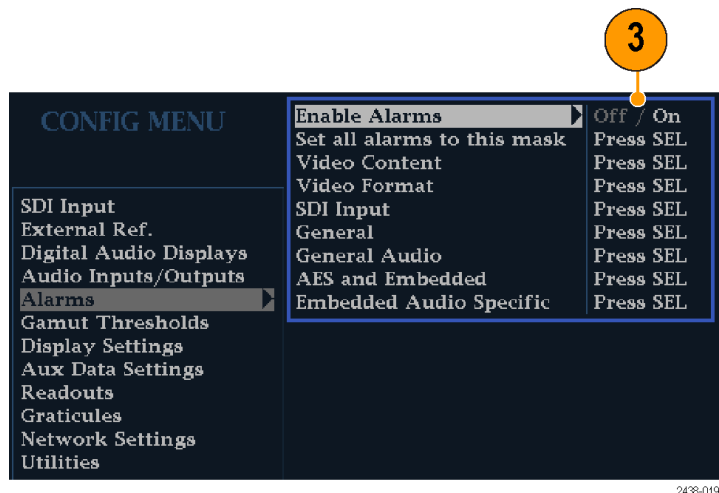 3
CONFIG MENU
SDI Input
External Ref.
Digital Audio Displays
Audio Inputs/Outputs
Alarms
Gamut Thresholds
Display Settings
Aux Data Settings
Readouts
Graticules
Network Settings
Utilities
Enable Alarms Off / On
Set all alarms to this mask Press SEL
Video Content Press SEL
Video Format Press SEL
SDI Input Press SEL
General Press SEL
General Audio Press SEL
AES and Embedded Press SEL
Embedded Audio Specific Press SEL
2438-019